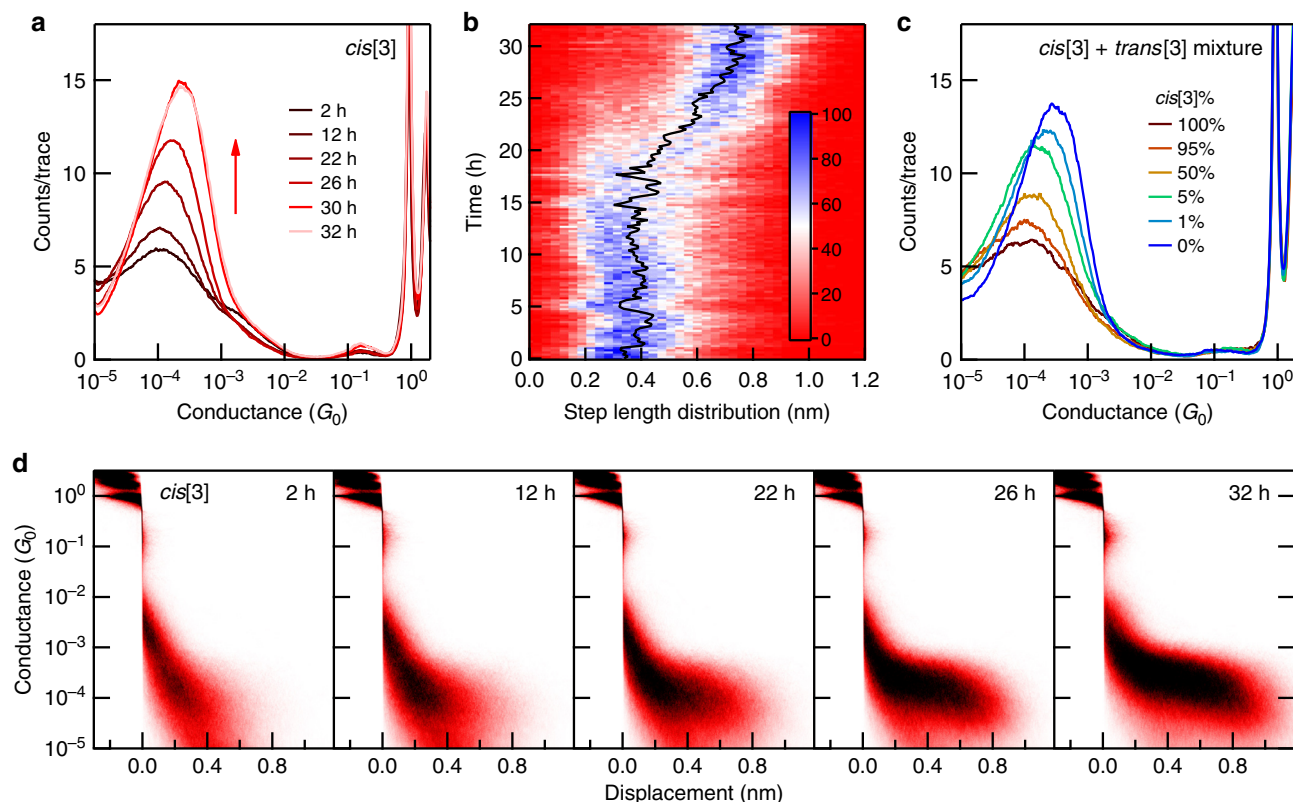 a
cis[3]
Counts/trace
15
10
5
0
2 h
12 h
22 h
26 h
30 h
32 h
10⁻⁵ 10⁻⁴ 10⁻³ 10⁻² 10⁻¹ 10⁰
Conductance (G₀)
b
Time (h)
30
25
20
15
10
5
0
100
80
60
40
20
0
0.0 0.2 0.4 0.6 0.8 1.0 1.2
Step length distribution (nm)
c
cis[3] + trans[3] mixture
Counts/trace
15
10
5
0
cis[3]%
100%
95%
50%
5%
1%
0%
10⁻⁵ 10⁻⁴ 10⁻³ 10⁻² 10⁻¹ 10⁰
Conductance (G₀)
d
cis[3] 2 h 12 h 22 h 26 h 32 h
Conductance (G₀)
10⁰
10⁻¹
10⁻²
10⁻³
10⁻⁴
10⁻⁵
0.0 0.4 0.8 0.0 0.4 0.8 0.0 0.4 0.8 0.0 0.4 0.8 0.0 0.4 0.8
Displacement (nm)